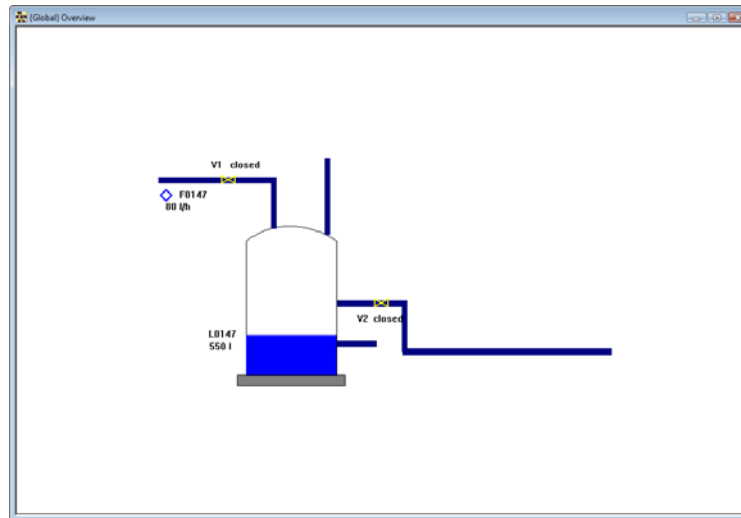 (Global) Overview
V1 closed
F0147
80 l/h
V2 closed
L0147
550 l